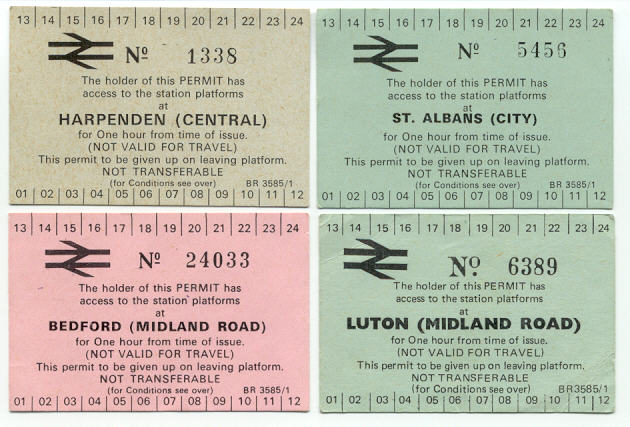 13 14 15 16 17 18 19 20 21 22 23 24
Nº 1338
The holder of this PERMIT has
access to the station platforms
at
HARPENDEN (CENTRAL)
for One hour from time of issue.
(NOT VALID FOR TRAVEL)
This permit to be given up on leaving platform.
NOT TRANSFERABLE
(for Conditions see over) BR 3585/1
01 02 03 04 05 06 07 08 09 10 11 12
13 14 15 16 17 18 19 20 21 22 23 24
Nº 5456
The holder of this PERMIT has
access to the station platforms
at
ST. ALBANS (CITY)
for One hour from time of issue.
(NOT VALID FOR TRAVEL)
This permit to be given up on leaving platform.
NOT TRANSFERABLE
(for Conditions see over) BR 3585/1
01 02 03 04 05 06 07 08 09 10 11 12
13 14 15 16 17 18 19 20 21 22 23 24
Nº 24033
The holder of this PERMIT has
access to the station platforms
at
BEDFORD (MIDLAND ROAD)
for One hour from time of issue.
(NOT VALID FOR TRAVEL)
This permit to be given up on leaving platform.
NOT TRANSFERABLE
(for Conditions see over) BR 3585/1
01 02 03 04 05 06 07 08 09 10 11 12
13 14 15 16 17 18 19 20 21 22 23 24
Nº. 6389
The holder of this PERMIT has
access to the station platforms
at
LUTON (MIDLAND ROAD)
for One hour from time of issue.
(NOT VALID FOR TRAVEL)
This permit to be given up on leaving platform.
NOT TRANSFERABLE
(for Conditions see over) BR3585/1
01 02 03 04 05 06 07 08 09 10 11 12